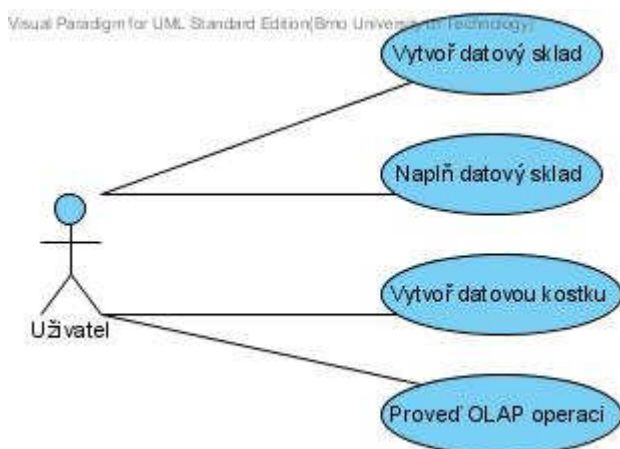 Visual Paradigm for UML Standard Edition(Brno University of Technology)
Vytvoř datový sklad
Naplň datový sklad
Vytvoř datovou kostku
Uživatel
Proveď OLAP operaci